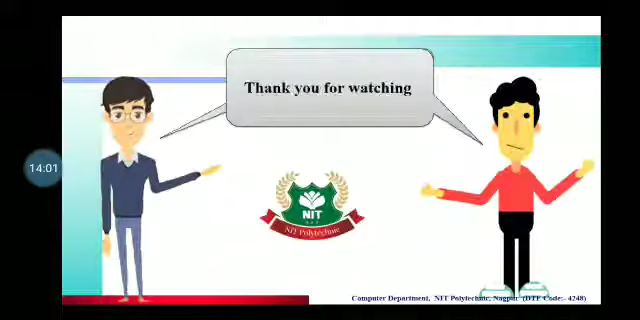 Thank you for watching
14:01
NIT
NIT Polytechnic
Computer Department, NIT Polytechnic, Nagpur (DTE Code:- 4248)